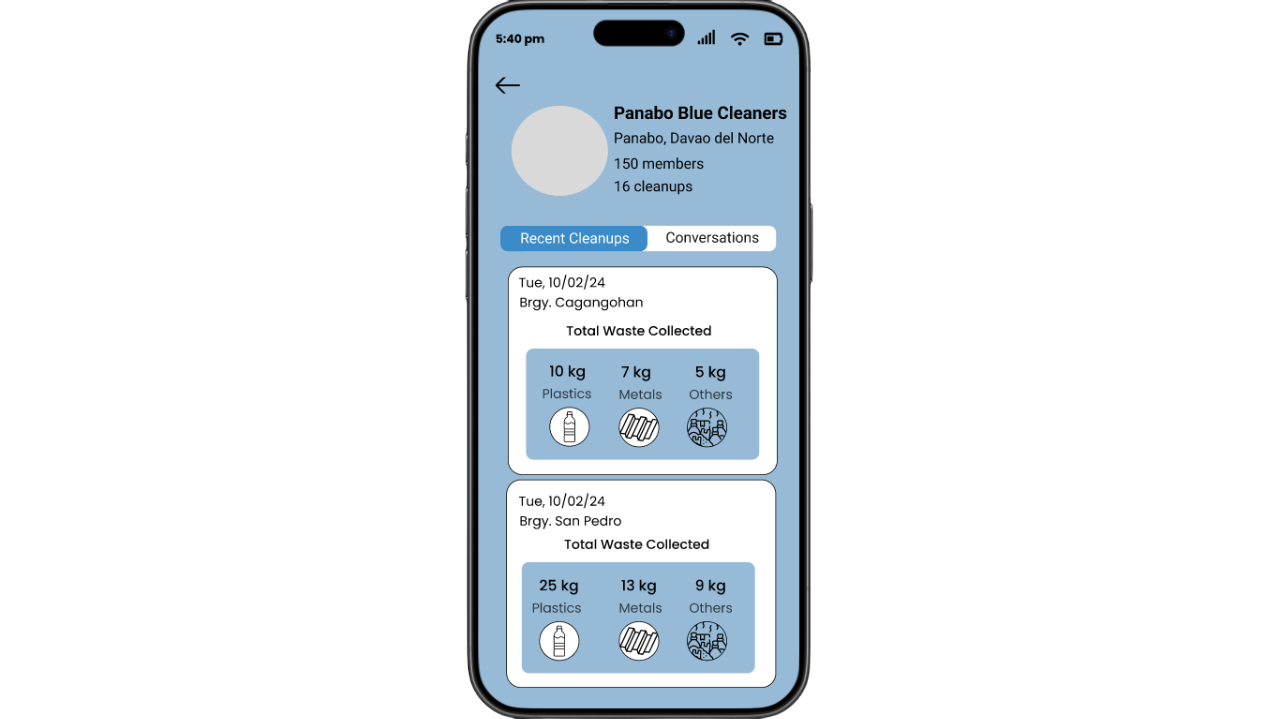 5:40 pm
Panabo Blue Cleaners
Panabo, Davao del Norte
150 members
16 cleanups
Recent Cleanups Conversations
Tue, 10/02/24
Brgy. Cagangohan
Total Waste Collected
10 kg 7 kg 5 kg
Plastics Metals Others
Tue, 10/02/24
Brgy. San Pedro
Total Waste Collected
25 kg 13 kg 9 kg
Plastics Metals Others